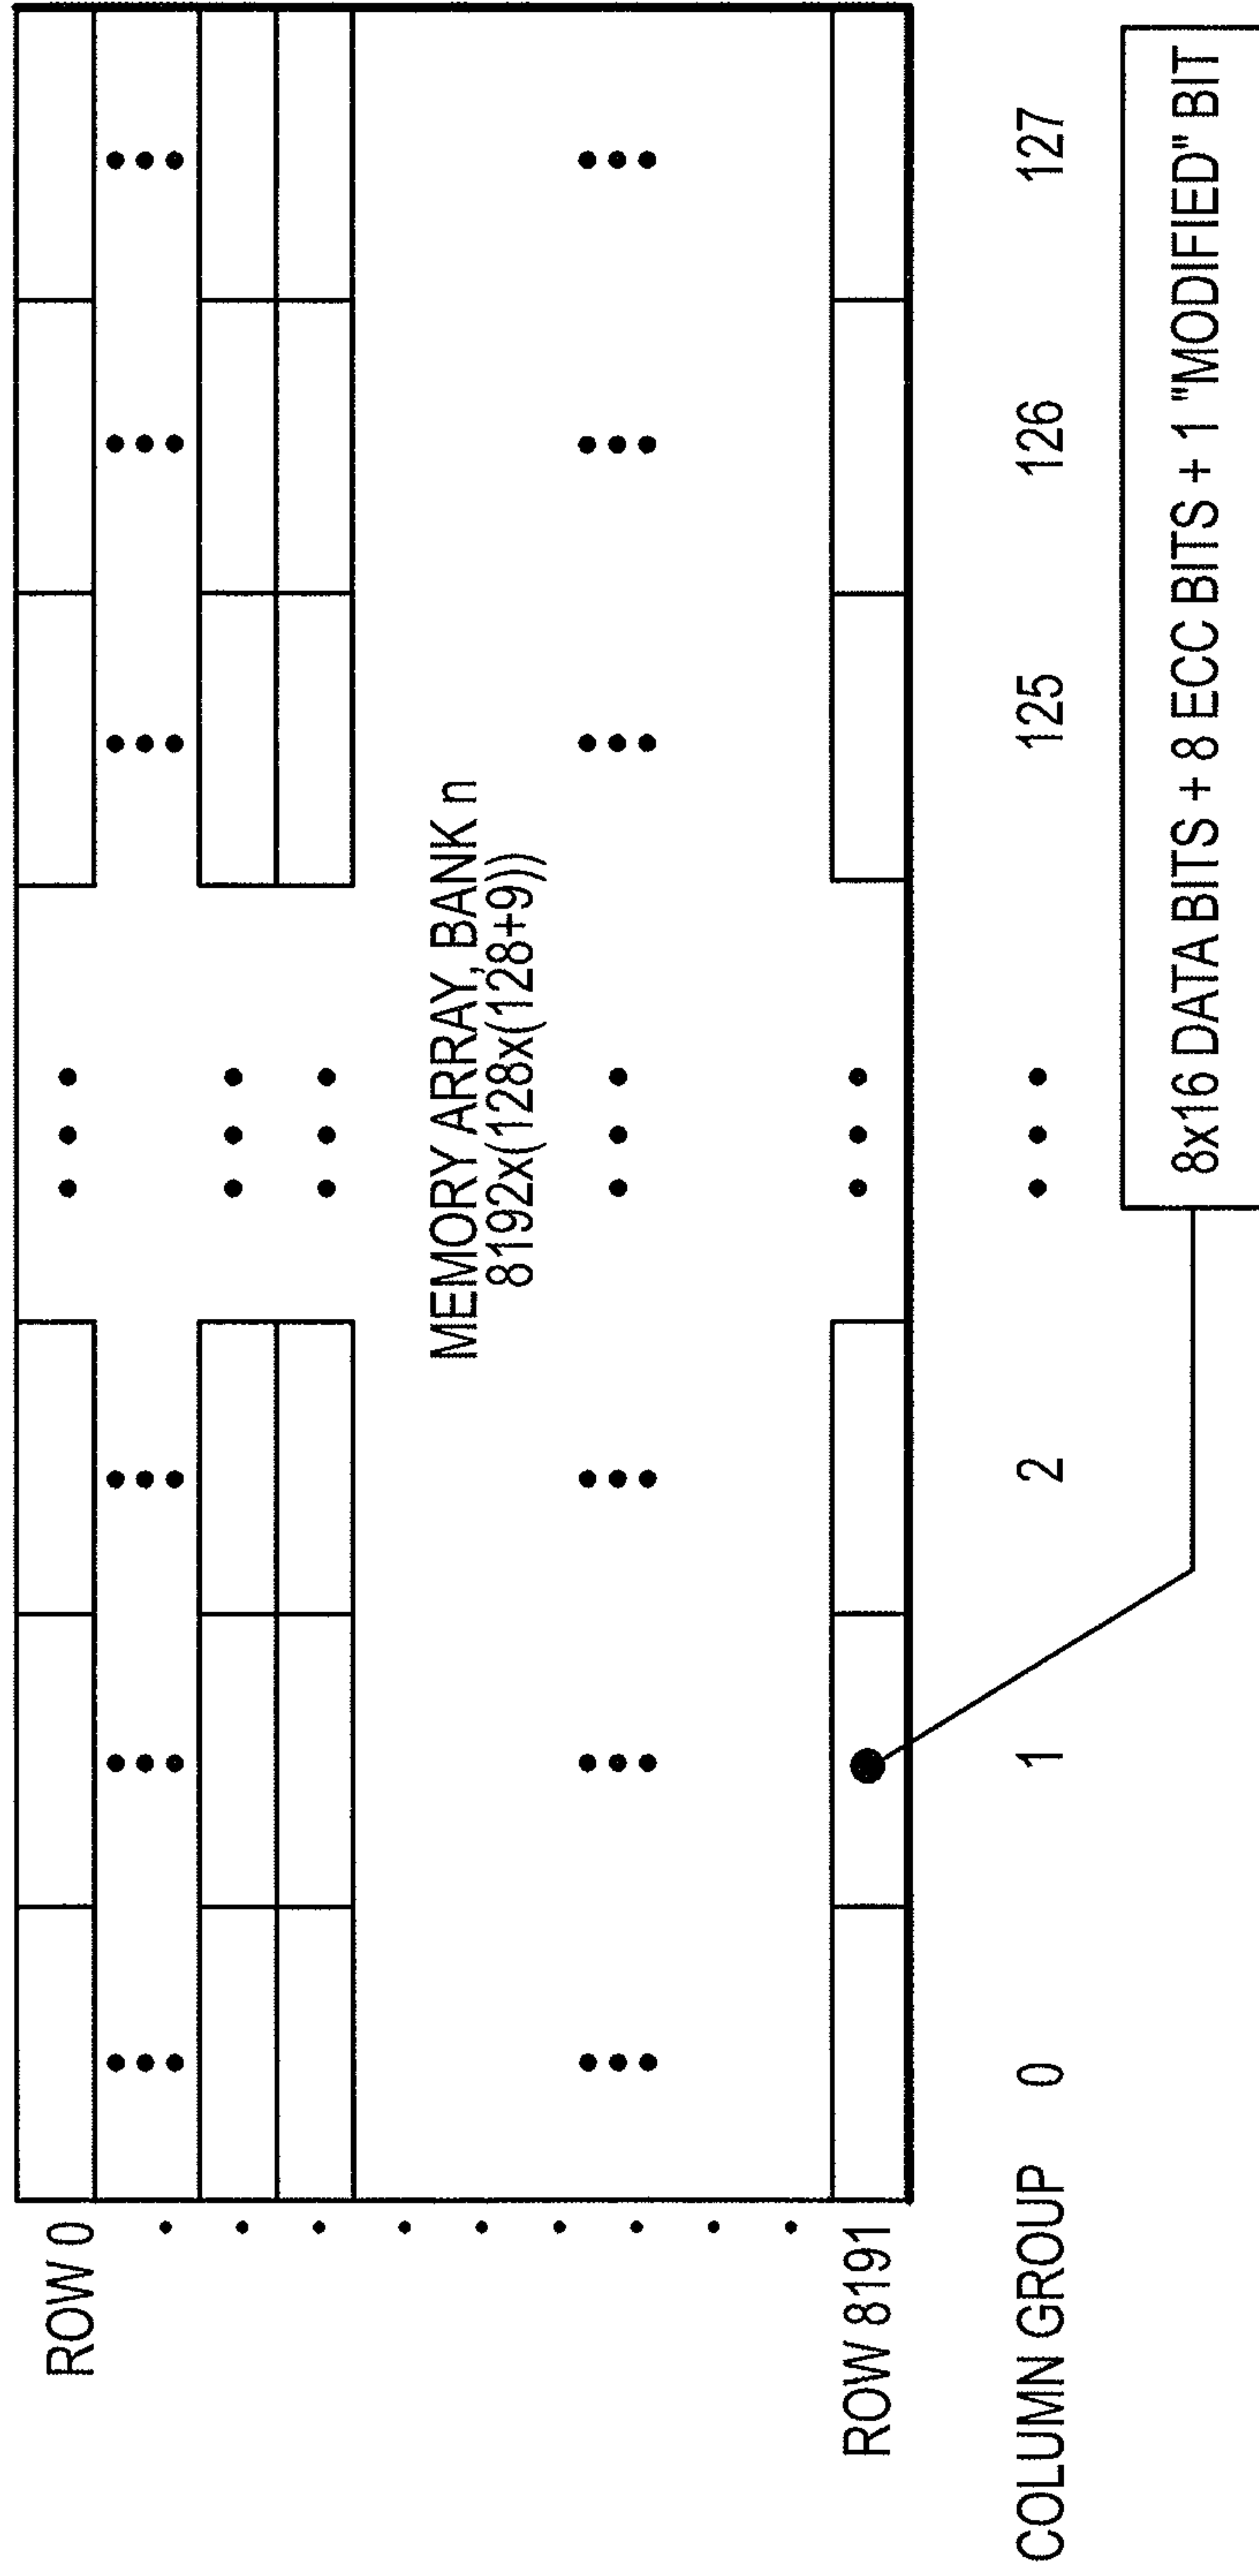 ROW 0
MEMORY ARRAY, BANK n
8192x(128x(128+9))
ROW 8191
COLUMN GROUP 0 1 2 125 126 127
8x16 DATA BITS + 8 ECC BITS + 1 "MODIFIED" BIT